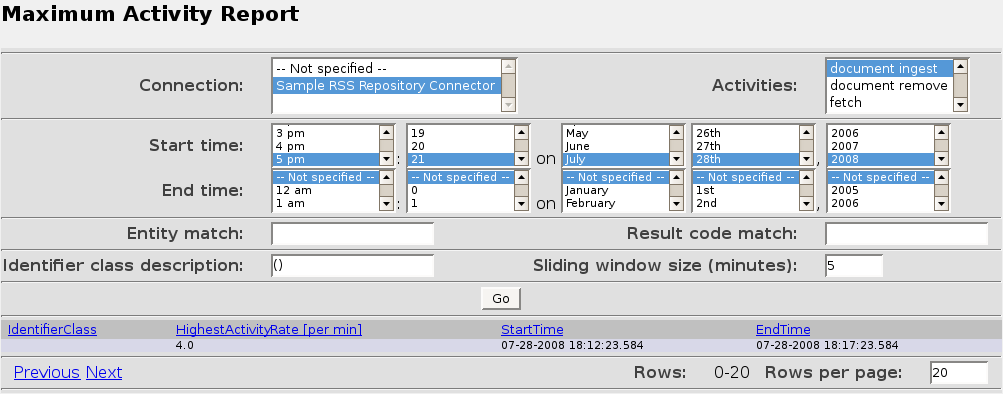 Maximum Activity Report
Connection: -- Not specified -- Sample RSS Repository Connector Activities: document ingest document remove fetch
Start time: 3 pm 4 pm 5 pm : 19 20 21 on May June July 26th 27th 28th , 2006 2007 2008
End time: -- Not specified -- 12 am 1 am : -- Not specified -- 0 1 on -- Not specified -- January February -- Not specified -- 1st 2nd , -- Not specified -- 2005 2006
Entity match: Result code match:
Identifier class description: () Sliding window size (minutes): 5
Go
IdentifierClass HighestActivityRate [per min] StartTime EndTime
4.0 07-28-2008 18:12:23.584 07-28-2008 18:17:23.584
Previous Next Rows: 0-20 Rows per page: 20